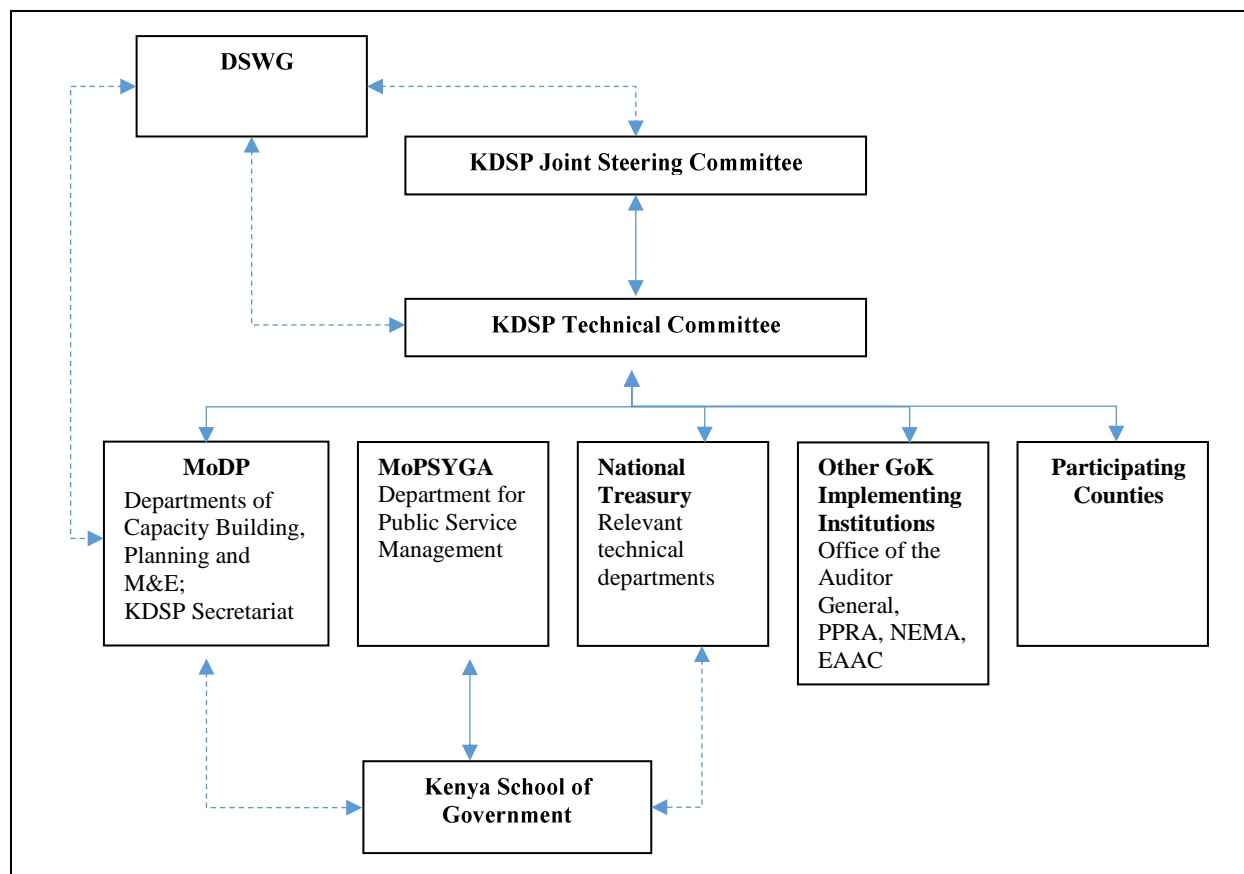 DSWG
KDSP Joint Steering Committee
KDSP Technical Committee
MoDP
Departments of
Capacity Building,
Planning and
M&E;
KDSP Secretariat
MoPSYGA
Department for
Public Service
Management
National
Treasury
Relevant
technical
departments
Other GoK
Implementing
Institutions
Office of the
Auditor
General,
PPRA, NEMA,
EAAC
Participating
Counties
Kenya School of
Government